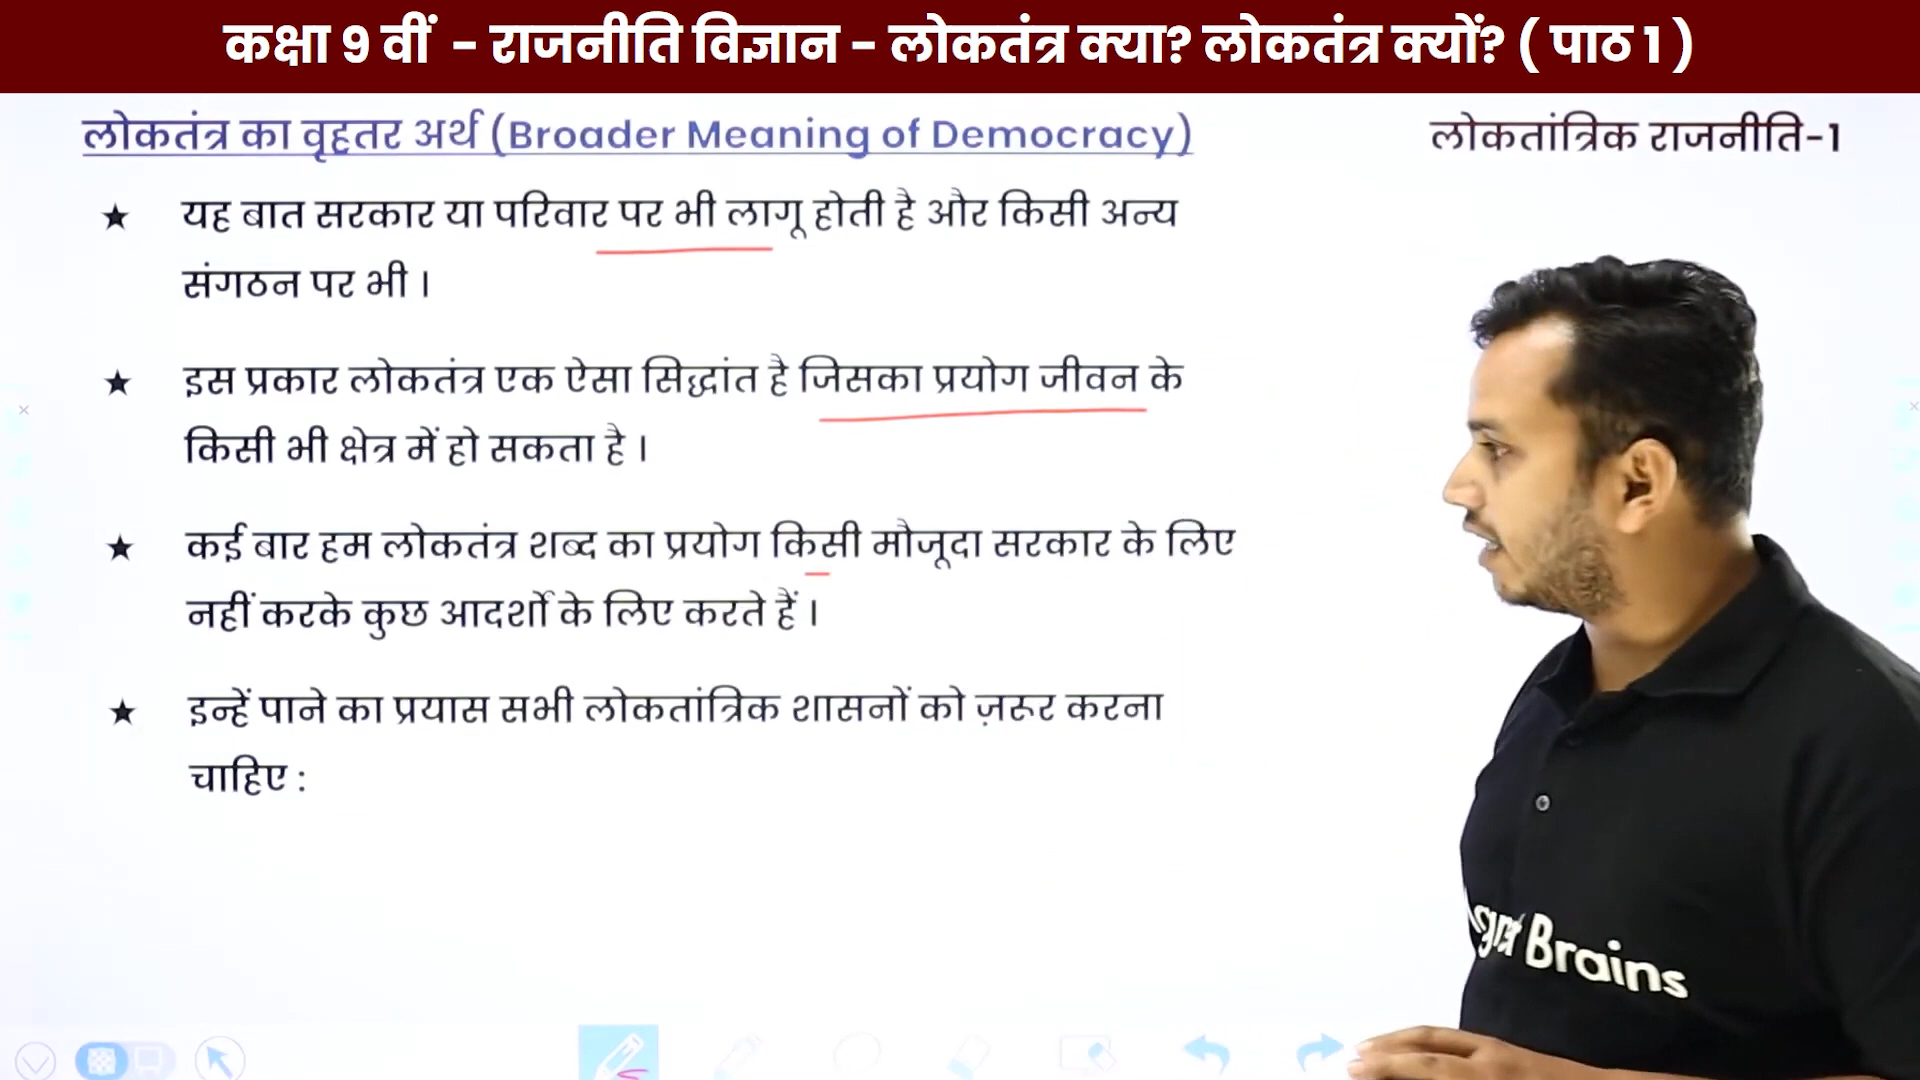 कक्षा 9 वीं - राजनीति विज्ञान - लोकतंत्र क्या? लोकतंत्र क्यों? ( पाठ 1 )
लोकतंत्र का वृहतर अर्थ (Broader Meaning of Democracy)
लोकतांत्रिक राजनीति-1
★ यह बात सरकार या परिवार पर भी लागू होती है और किसी अन्य
संगठन पर भी ।
★ इस प्रकार लोकतंत्र एक ऐसा सिद्धांत है जिसका प्रयोग जीवन के
किसी भी क्षेत्र में हो सकता है ।
★ कई बार हम लोकतंत्र शब्द का प्रयोग किसी मौजूदा सरकार के लिए
नहीं करके कुछ आदर्शों के लिए करते हैं ।
★ इन्हें पाने का प्रयास सभी लोकतांत्रिक शासनों को ज़रूर करना
चाहिए :
Brains